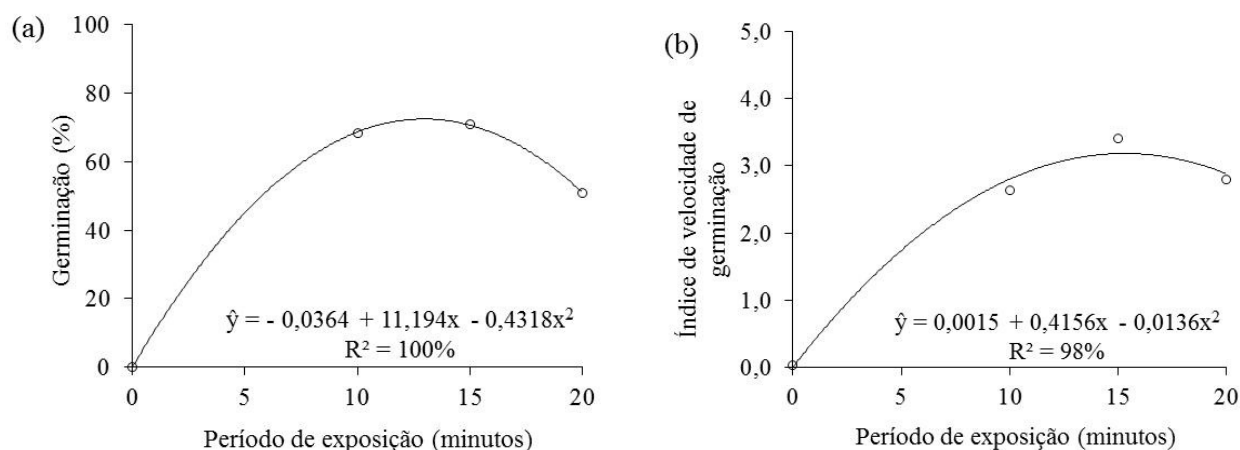 (a)
100
80
60
40
20
0
Germinação (%)
ŷ = - 0,0364 + 11,194x - 0,4318x²
R² = 100%
0 5 10 15 20
Período de exposição (minutos)
(b)
5,0
4,0
3,0
2,0
1,0
0,0
Índice de velocidade de
germinação
ŷ = 0,0015 + 0,4156x - 0,0136x²
R² = 98%
0 5 10 15 20
Período de exposição (minutos)